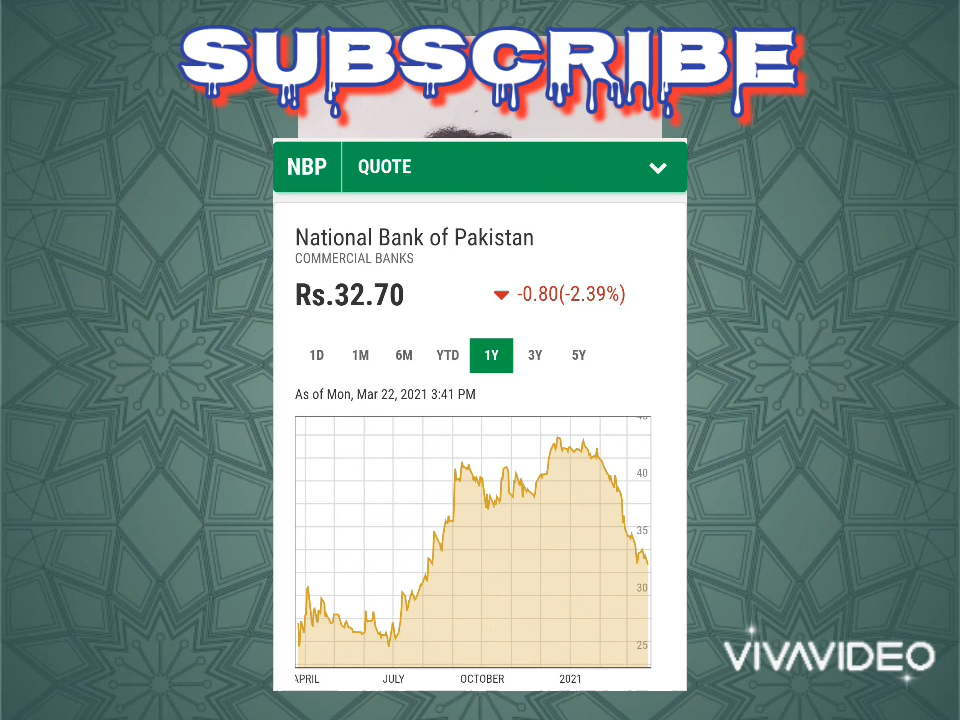 SUBSCRIBE
NBP QUOTE
National Bank of Pakistan
COMMERCIAL BANKS
Rs.32.70 -0.80(-2.39%)
1D 1M 6M YTD 1Y 3Y 5Y
As of Mon, Mar 22, 2021 3:41 PM
40
35
30
25
APRIL JULY OCTOBER 2021
VIVAVIDEO